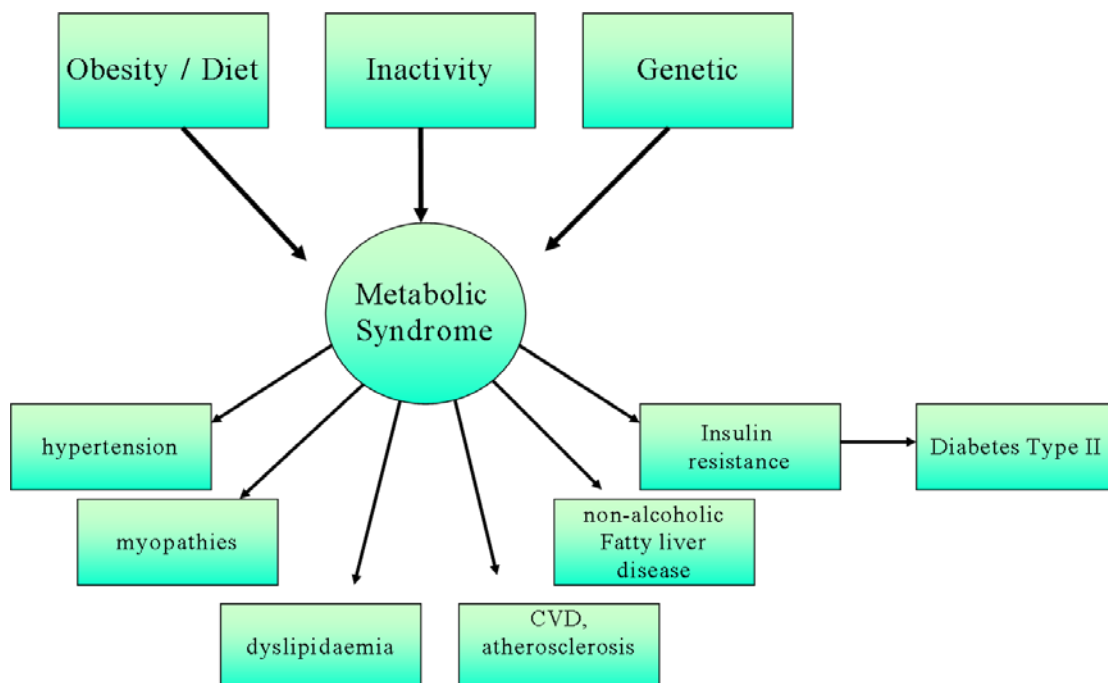 Obesity / Diet
Inactivity
Genetic
Metabolic
Syndrome
hypertension
Insulin
resistance
Diabetes Type II
myopathies
non-alcoholic
Fatty liver
disease
dyslipidaemia
CVD,
atherosclerosis